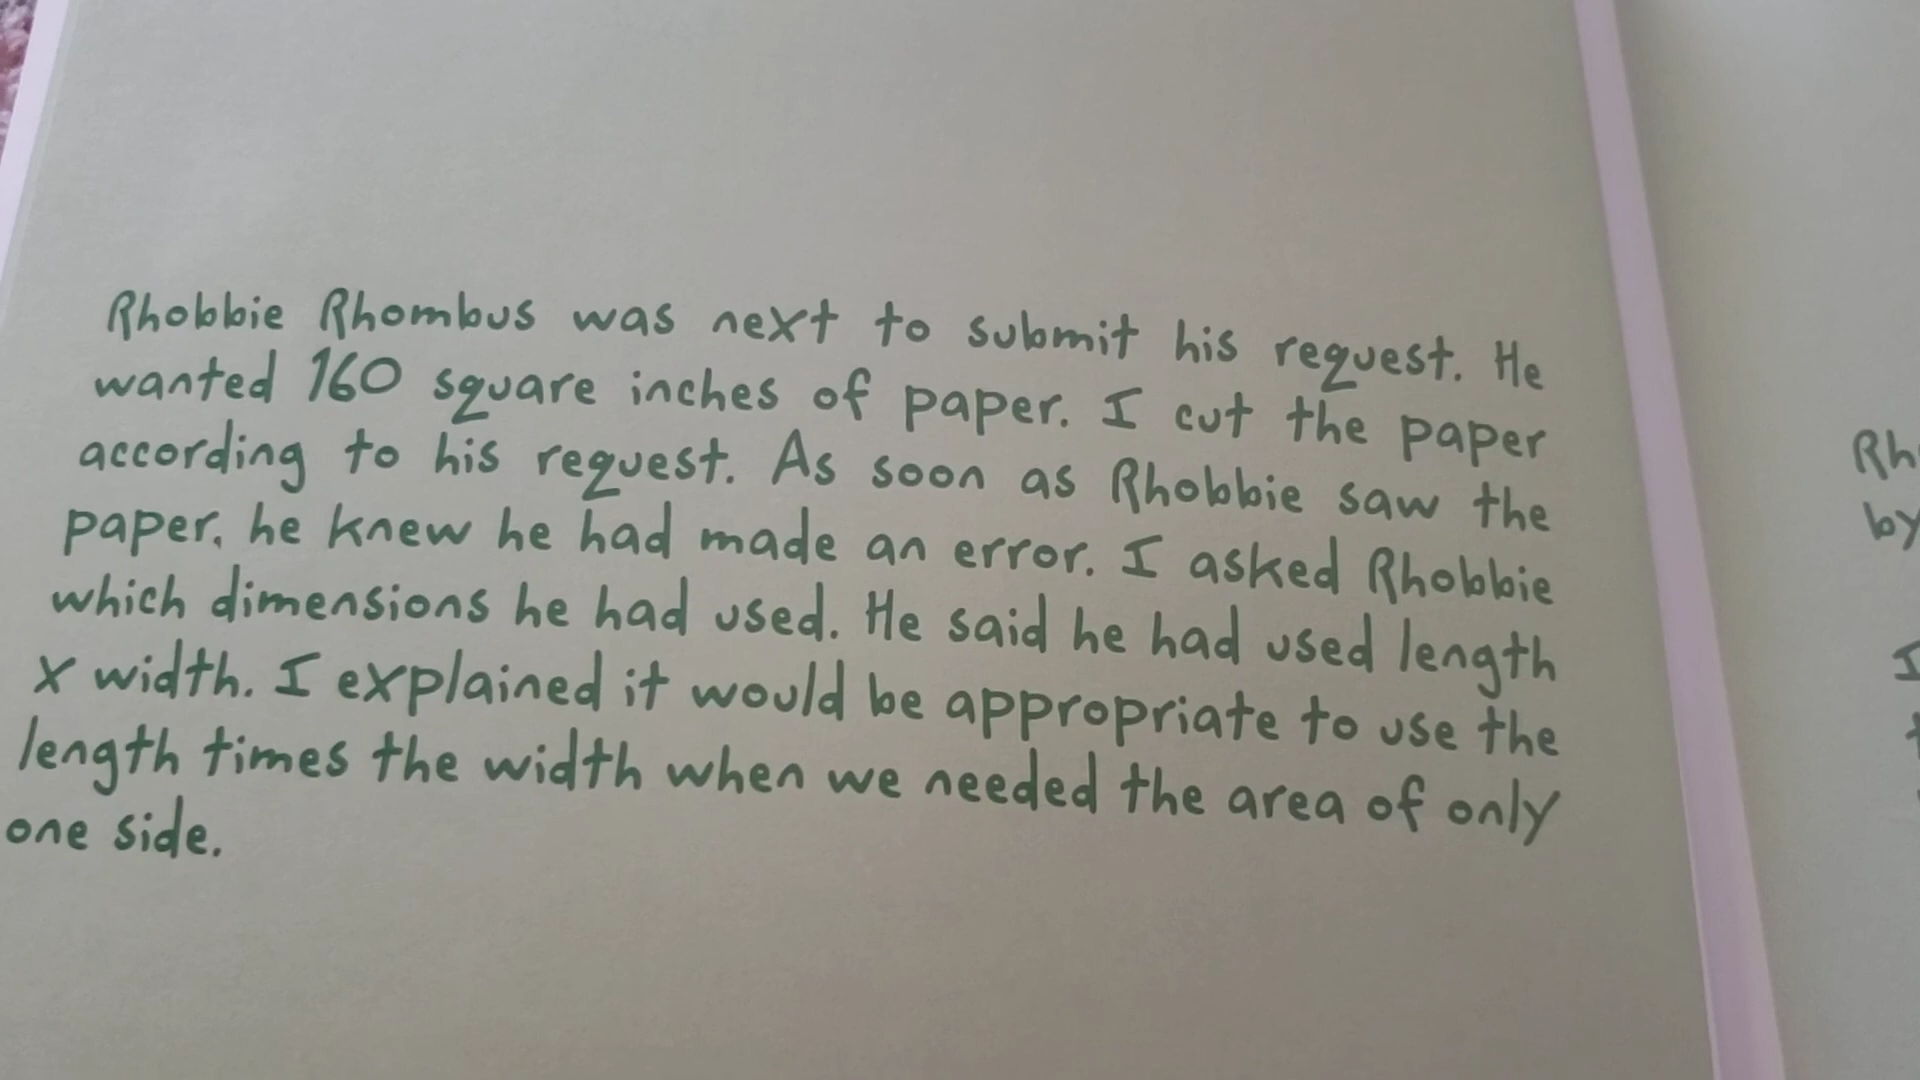 Rhobbie Rhombus was next to submit his request. He
wanted 160 square inches of paper. I cut the paper
according to his request. As soon as Rhobbie saw the
paper, he knew he had made an error. I asked Rhobbie
which dimensions he had used. He said he had used length
x width. I explained it would be appropriate to use the
length times the width when we needed the area of only
one side.
by
I